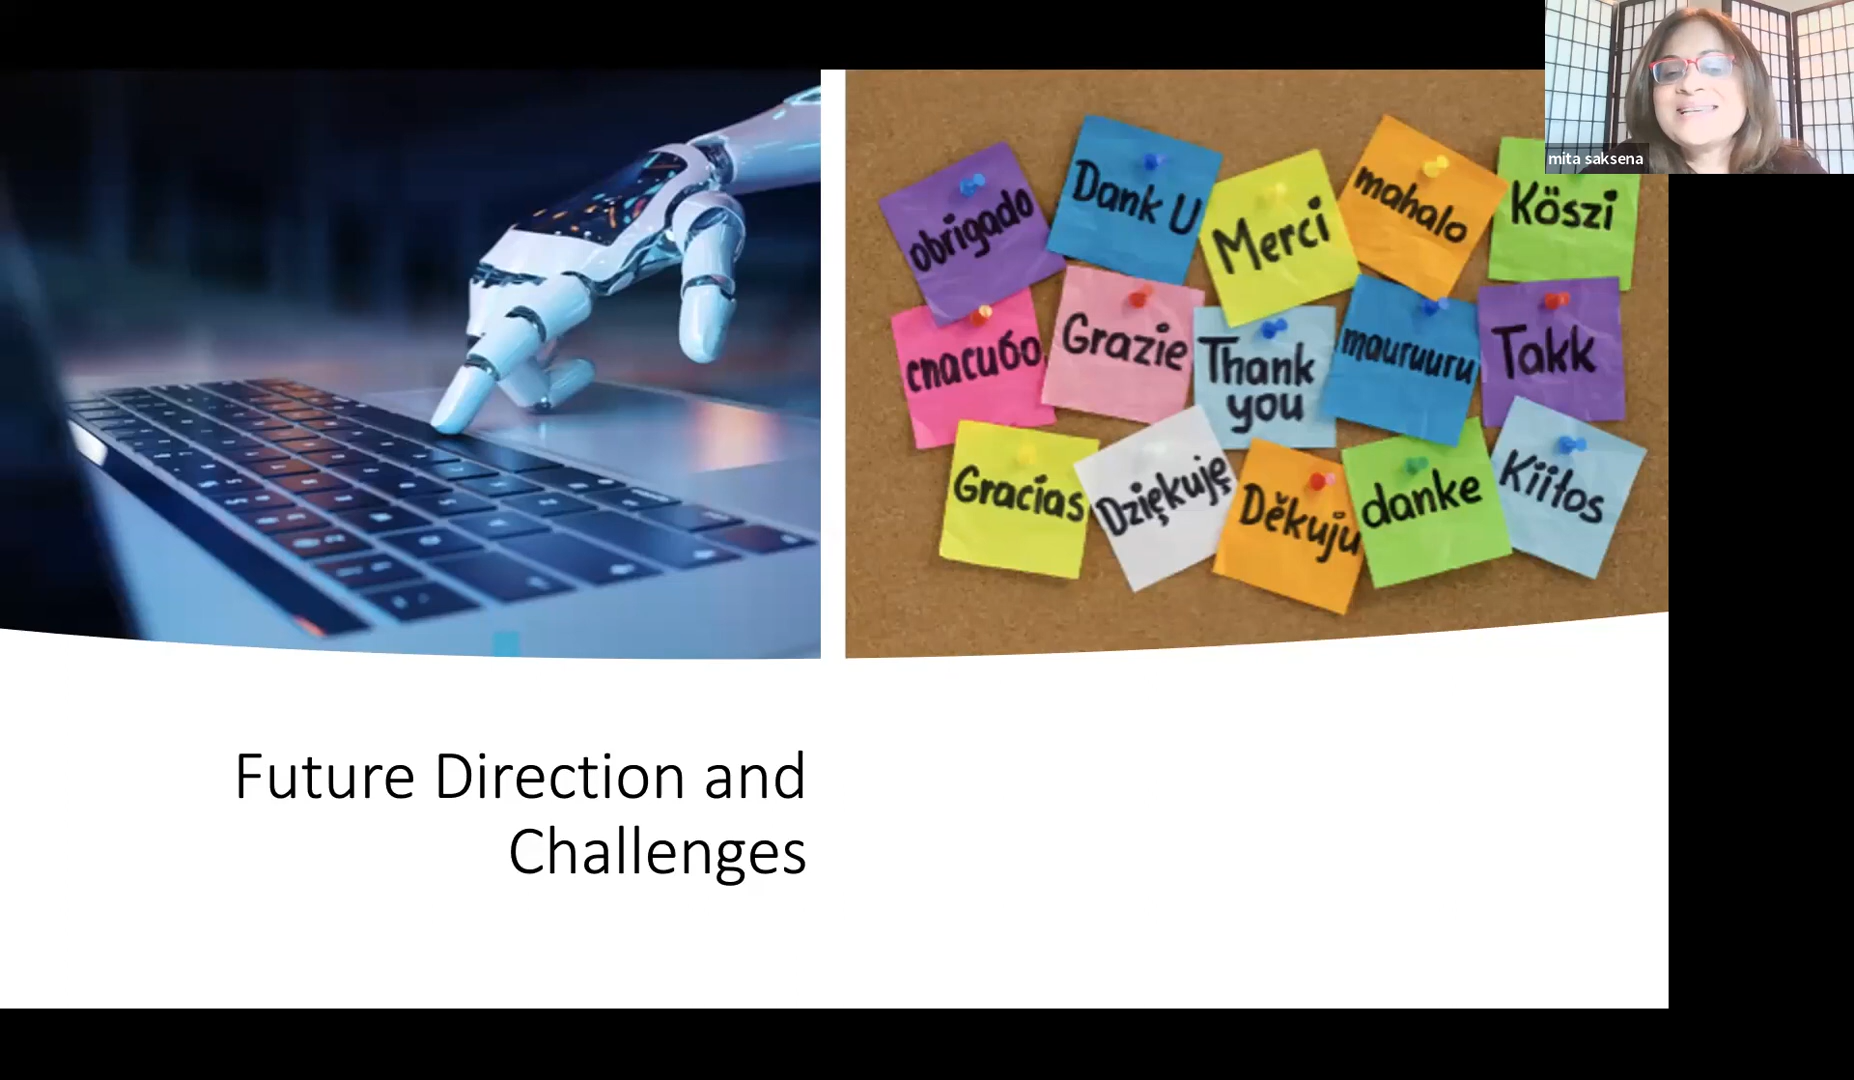 mita saksena
obrigado
Dank U
Merci
mahalo
Köszi
спасибо
Grazie
Thank
you
mauruuru
Takk
Gracias
Dziękuję
Děkuju
danke
Kiitos
Future Direction and
Challenges